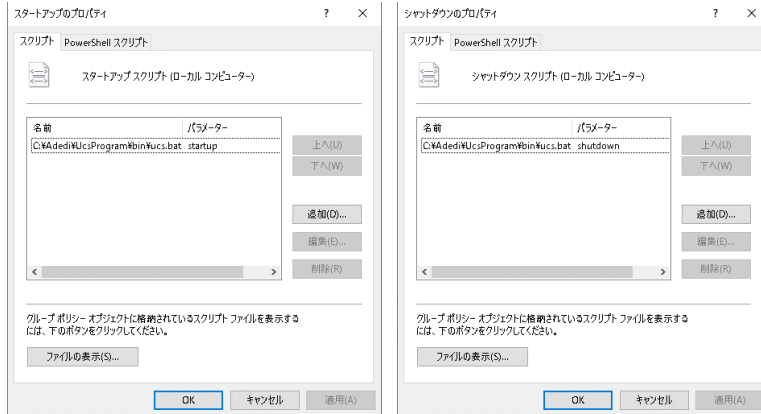 スタートアップのプロパティ
スクリプト PowerShell スクリプト
スタートアップ スクリプト (ローカル コンピューター)
名前 パラメーター
C:¥Adedi¥UcsProgram¥bin¥ucs.bat startup
上へ(U)
下へ(W)
追加(D)...
編集(E)...
削除(R)
グループ ポリシー オブジェクトに格納されているスクリプト ファイルを表示する
には、下のボタンをクリックしてください。
ファイルの表示(S)...
OK キャンセル 適用(A)
シャットダウンのプロパティ
スクリプト PowerShell スクリプト
シャットダウン スクリプト (ローカル コンピューター)
名前 パラメーター
C:¥Adedi¥UcsProgram¥bin¥ucs.bat shutdown
上へ(U)
下へ(W)
追加(D)...
編集(E)...
削除(R)
グループ ポリシー オブジェクトに格納されているスクリプト ファイルを表示する
には、下のボタンをクリックしてください。
ファイルの表示(S)...
OK キャンセル 適用(A)